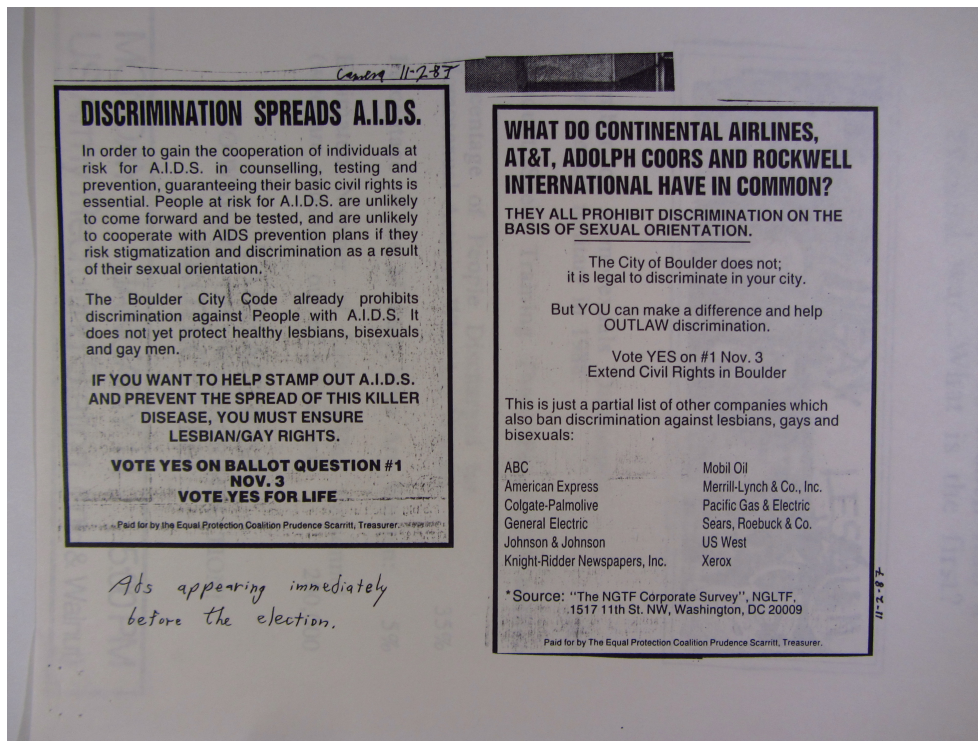 Camera 11-2-87
DISCRIMINATION SPREADS A.I.D.S.
In order to gain the cooperation of individuals at
risk for A.I.D.S. in counselling, testing and
prevention, guaranteeing their basic civil rights is
essential. People at risk for A.I.D.S. are unlikely
to come forward and be tested, and are unlikely
to cooperate with AIDS prevention plans if they
risk stigmatization and discrimination as a result
of their sexual orientation.
The Boulder City Code already prohibits
discrimination against People with A.I.D.S. It
does not yet protect healthy lesbians, bisexuals
and gay men.
IF YOU WANT TO HELP STAMP OUT A.I.D.S.
AND PREVENT THE SPREAD OF THIS KILLER
DISEASE, YOU MUST ENSURE
LESBIAN/GAY RIGHTS.
VOTE YES ON BALLOT QUESTION #1
NOV. 3
VOTE YES FOR LIFE
Paid for by the Equal Protection Coalition Prudence Scarritt, Treasurer.
Ads appearing immediately
before the election.
WHAT DO CONTINENTAL AIRLINES,
AT&T, ADOLPH COORS AND ROCKWELL
INTERNATIONAL HAVE IN COMMON?
THEY ALL PROHIBIT DISCRIMINATION ON THE
BASIS OF SEXUAL ORIENTATION.
The City of Boulder does not;
it is legal to discriminate in your city.
But YOU can make a difference and help
OUTLAW discrimination.
Vote YES on #1 Nov. 3
Extend Civil Rights in Boulder
This is just a partial list of other companies which
also ban discrimination against lesbians, gays and
bisexuals:
ABC
American Express
Colgate-Palmolive
General Electric
Johnson & Johnson
Knight-Ridder Newspapers, Inc.
Mobil Oil
Merrill-Lynch & Co., Inc.
Pacific Gas & Electric
Sears, Roebuck & Co.
US West
Xerox
*Source: "The NGTF Corporate Survey", NGLTF,
1517 11th St. NW, Washington, DC 20009
Paid for by The Equal Protection Coalition Prudence Scarritt, Treasurer.
11-2-87